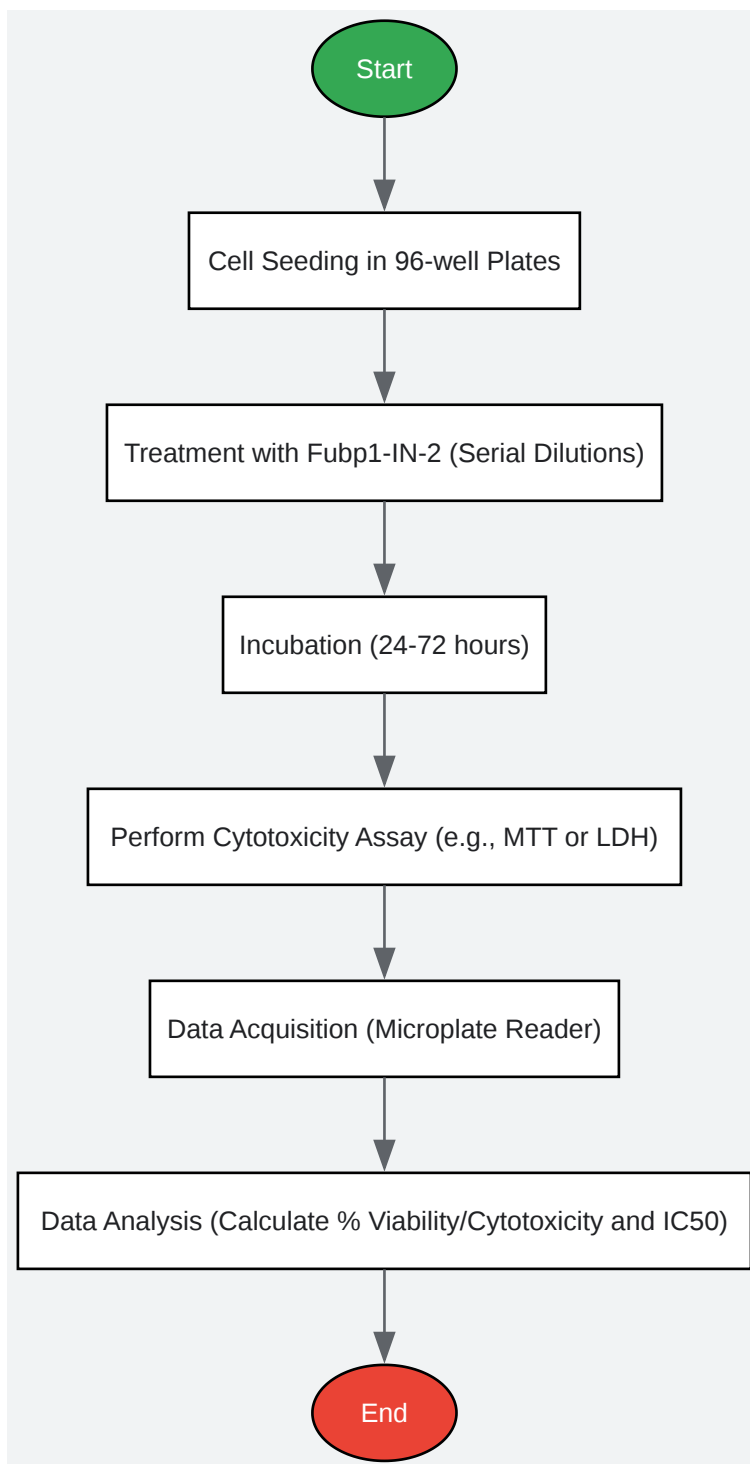 Start
Cell Seeding in 96-well Plates
Treatment with Fubp1-IN-2 (Serial Dilutions)
Incubation (24-72 hours)
Perform Cytotoxicity Assay (e.g., MTT or LDH)
Data Acquisition (Microplate Reader)
Data Analysis (Calculate % Viability/Cytotoxicity and IC50)
End